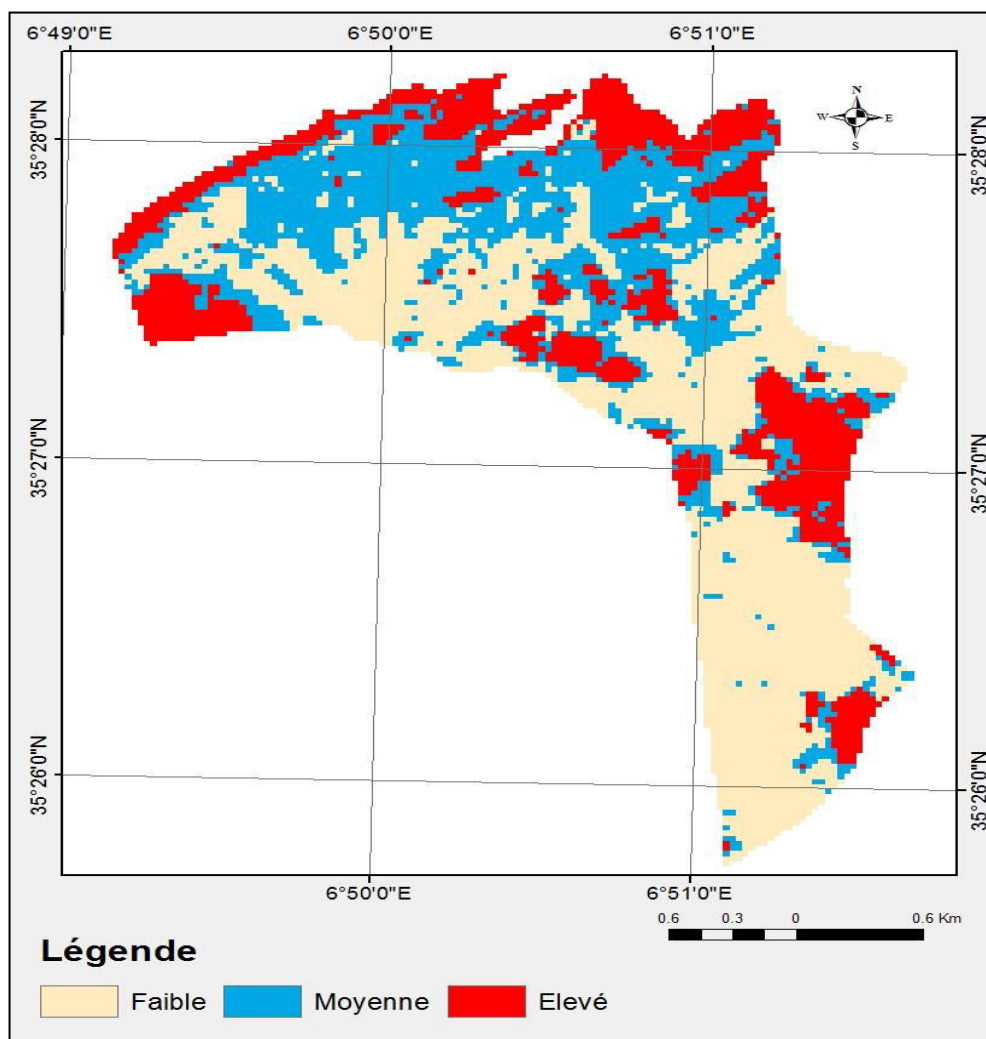 6°49'0"E 6°50'0"E 6°51'0"E
N
W E
S
35°28'0"N 35°28'0"N
35°27'0"N 35°27'0"N
35°26'0"N 35°26'0"N
6°50'0"E 6°51'0"E
0.6 0.3 0 0.6 Km
Légende
Faible Moyenne Elevé